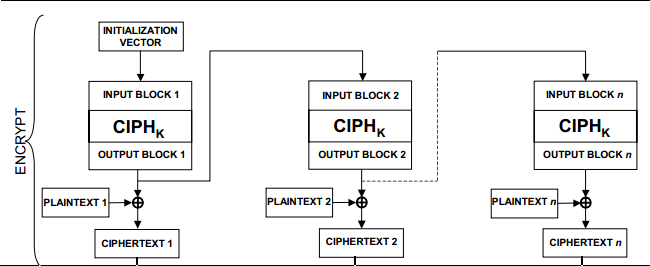 INITIALIZATION
VECTOR
INPUT BLOCK 1
CIPHK
OUTPUT BLOCK 1
INPUT BLOCK 2
CIPHK
OUTPUT BLOCK 2
INPUT BLOCK n
CIPHK
OUTPUT BLOCK n
ENCRYPT
PLAINTEXT 1
PLAINTEXT 2
PLAINTEXT n
CIPHERTEXT 1
CIPHERTEXT 2
CIPHERTEXT n